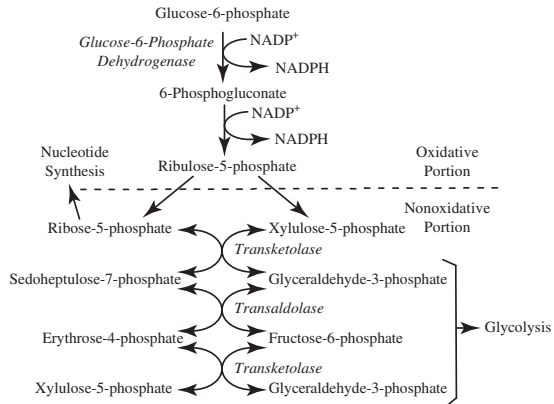 Glucose-6-phosphate
Glucose-6-Phosphate
Dehydrogenase
NADP⁺
NADPH
6-Phosphogluconate
NADP⁺
NADPH
Nucleotide
Synthesis
Ribulose-5-phosphate
Oxidative
Portion
Nonoxidative
Portion
Ribose-5-phosphate
Xylulose-5-phosphate
Transketolase
Sedoheptulose-7-phosphate
Glyceraldehyde-3-phosphate
Transaldolase
Glycolysis
Erythrose-4-phosphate
Fructose-6-phosphate
Transketolase
Xylulose-5-phosphate
Glyceraldehyde-3-phosphate